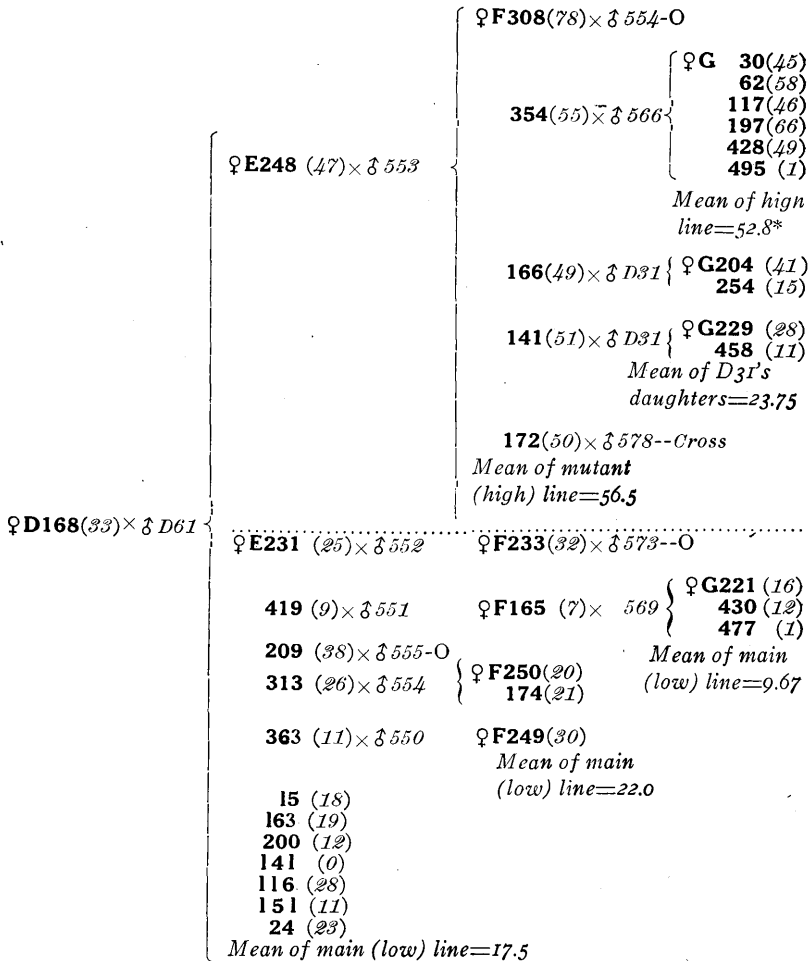 ♀F308(78)×♂554-O
♀G 30(45)
62(58)
354(55)×♂566 117(46)
197(66)
♀E248 (47)×♂553 428(49)
495 (1)
Mean of high
line=52.8*
166(49)×♂D31 ♀G204 (41)
254 (15)
141(51)×♂D31 ♀G229 (28)
458 (11)
Mean of D31's
daughters=23.75
172(50)×♂578--Cross
Mean of mutant
(high) line=56.5
♀D168(33)×♂D61
♀E231 (25)×♂552 ♀F233(32)×♂573--O
♀G221 (16)
419 (9)×♂551 ♀F165 (7)× 569 430 (12)
477 (1)
209 (38)×♂555-O Mean of main
♀F250(20) (low) line=9.67
313 (26)×♂554 174(21)
363 (11)×♂550 ♀F249(30)
Mean of main
(low) line=22.0
15 (18)
163 (19)
200 (12)
141 (0)
116 (28)
151 (11)
24 (23)
Mean of main (low) line=17.5